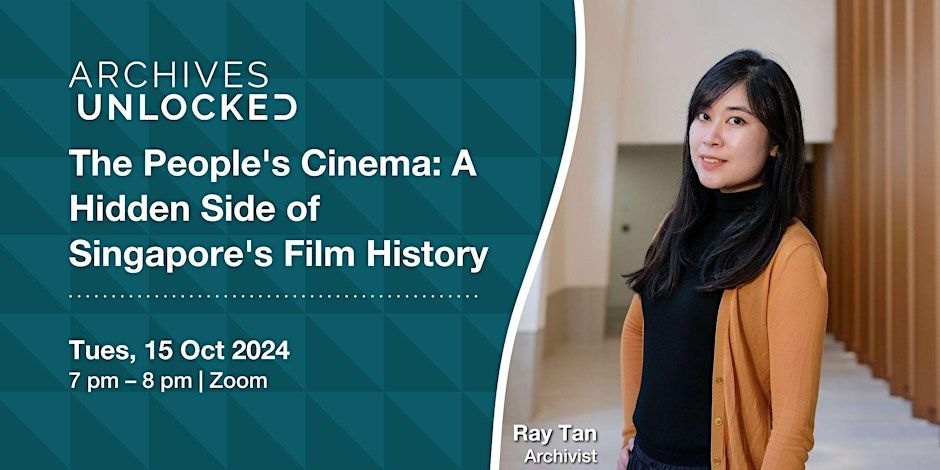 ARCHIVES
UNLOCKED
The People's Cinema: A
Hidden Side of
Singapore's Film History
Tues, 15 Oct 2024
7 pm – 8 pm | Zoom
Ray Tan
Archivist